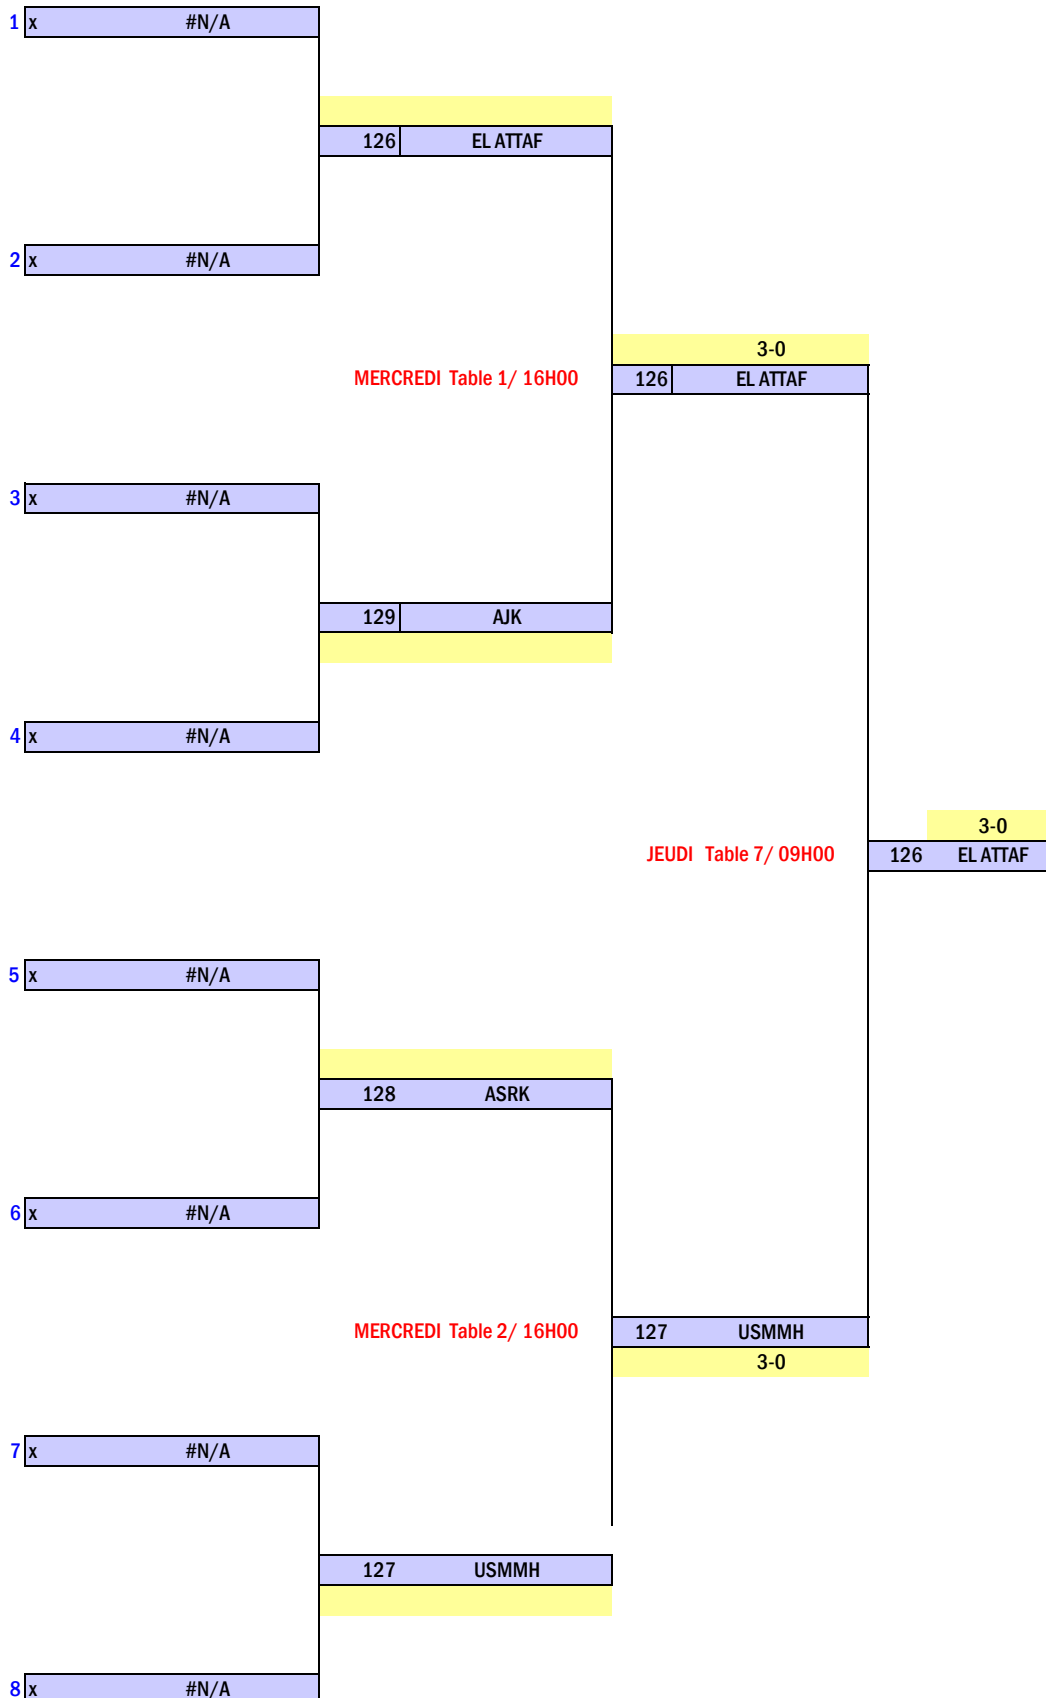 1 x #N/A
126 EL ATTAF
2 x #N/A
3-0
MERCREDI Table 1/ 16H00 126 EL ATTAF
3 x #N/A
129 AJK
4 x #N/A
3-0
JEUDI Table 7/ 09H00 126 EL ATTAF
5 x #N/A
128 ASRK
6 x #N/A
MERCREDI Table 2/ 16H00 127 USMMH
3-0
7 x #N/A
127 USMMH
8 x #N/A